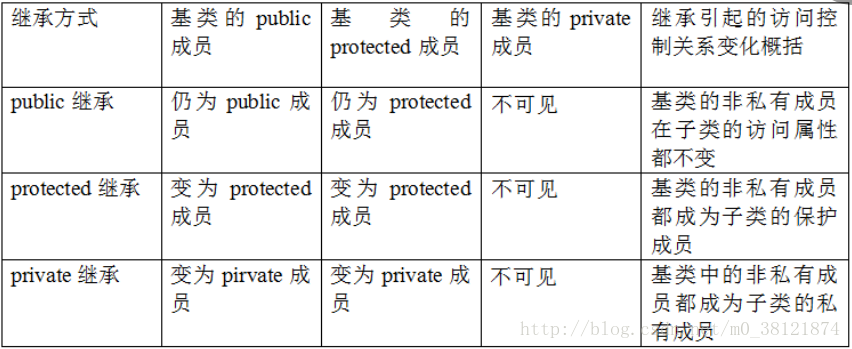 继承方式
基类的 public
成员
基类的
protected 成员
基类的 private
成员
继承引起的访问控
制关系变化概括
public 继承
仍为 public 成
员
仍为 protected
成员
不可见
基类的非私有成员
在子类的访问属性
都不变
protected 继承
变为 protected
成员
变为 protected
成员
不可见
基类的非私有成员
都成为子类的保护
成员
private 继承
变为 pirvate 成
员
变为 private 成
员
不可见
基类中的非私有成
员都成为子类的私
有成员